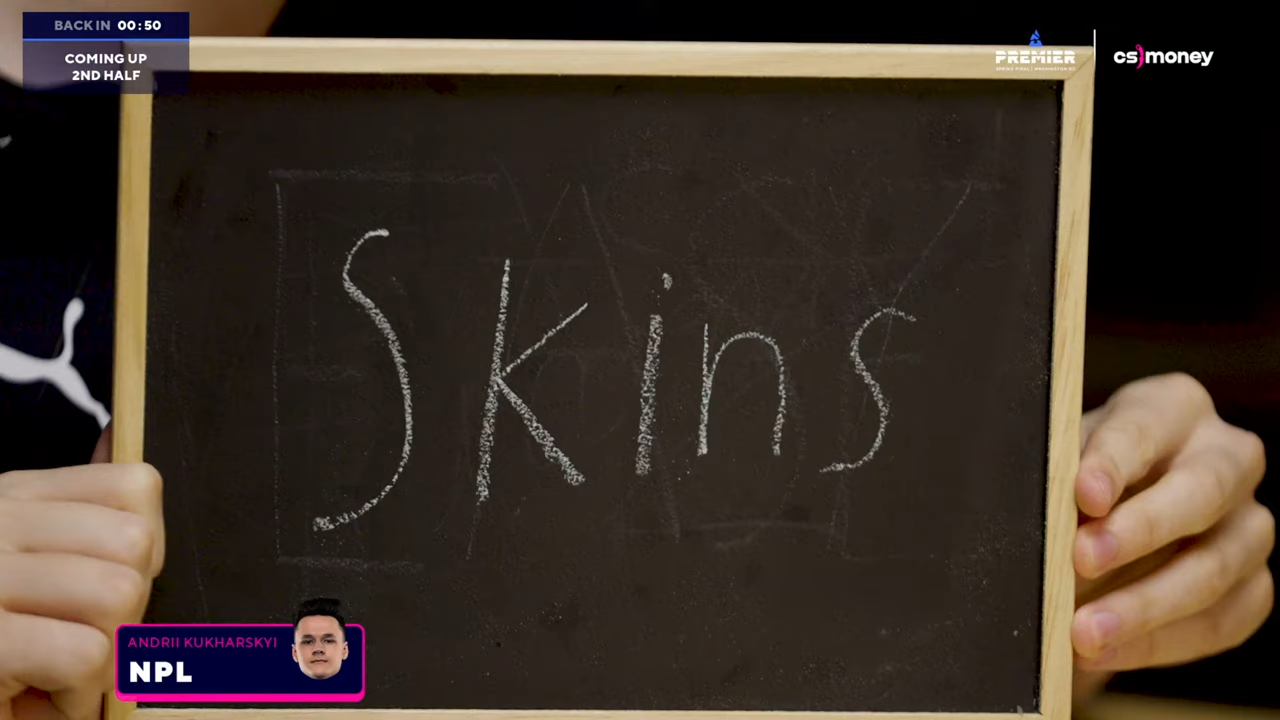 BACK IN 00:50
COMING UP
2ND HALF
PREMIER
cs)money
Skins
ANDRII KUKHARSKYI
NPL